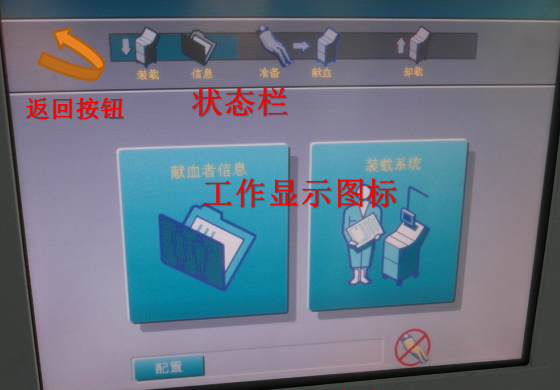 装载 信息 准备 献血 卸载
返回按钮 状态栏
献血者信息 装载系统
工作显示图标
配置